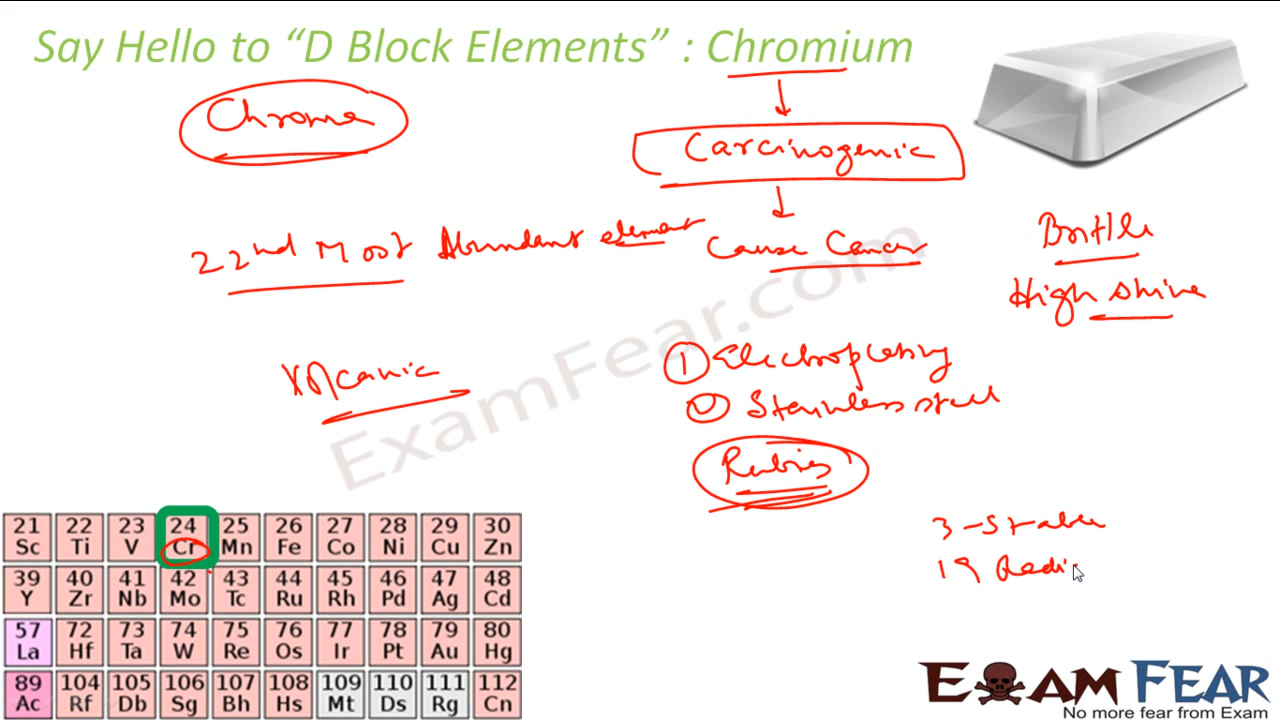 Say Hello to “D Block Elements” : Chromium
Chroma
Carcinogenic
22nd Most Abundant element
Cause Cancer
Brittle
High shine
Volcanic
① Electroplating
② Stainless steel
Rubies
3 - Stable
19 Radi
ExamFear.com
21 22 23 24 25 26 27 28 29 30
Sc Ti V Cr Mn Fe Co Ni Cu Zn
39 40 41 42 43 44 45 46 47 48
Y Zr Nb Mo Tc Ru Rh Pd Ag Cd
57 72 73 74 75 76 77 78 79 80
La Hf Ta W Re Os Ir Pt Au Hg
89 104 105 106 107 108 109 110 111 112
Ac Rf Db Sg Bh Hs Mt Ds Rg Cn
EXAM FEAR
No more fear from Exam